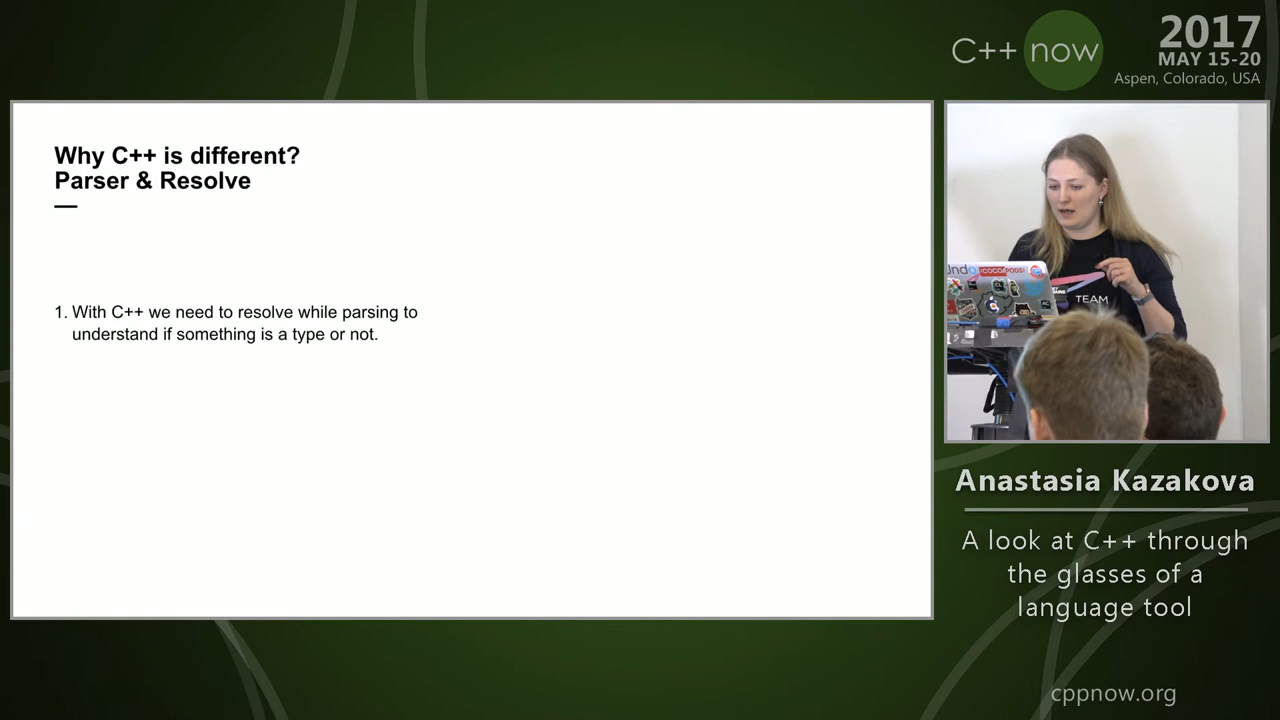 C++ now
2017
MAY 15-20
Aspen, Colorado, USA
Why C++ is different?
Parser & Resolve
1. With C++ we need to resolve while parsing to
understand if something is a type or not.
TEAM
Anastasia Kazakova
A look at C++ through
the glasses of a
language tool
cppnow.org